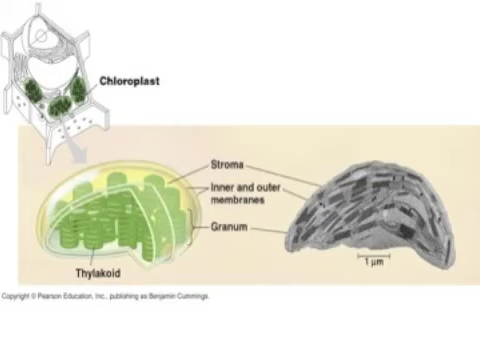 Chloroplast
Stroma
Inner and outer
membranes
Granum
Thylakoid
1 µm
Copyright © Pearson Education, Inc., publishing as Benjamin Cummings.